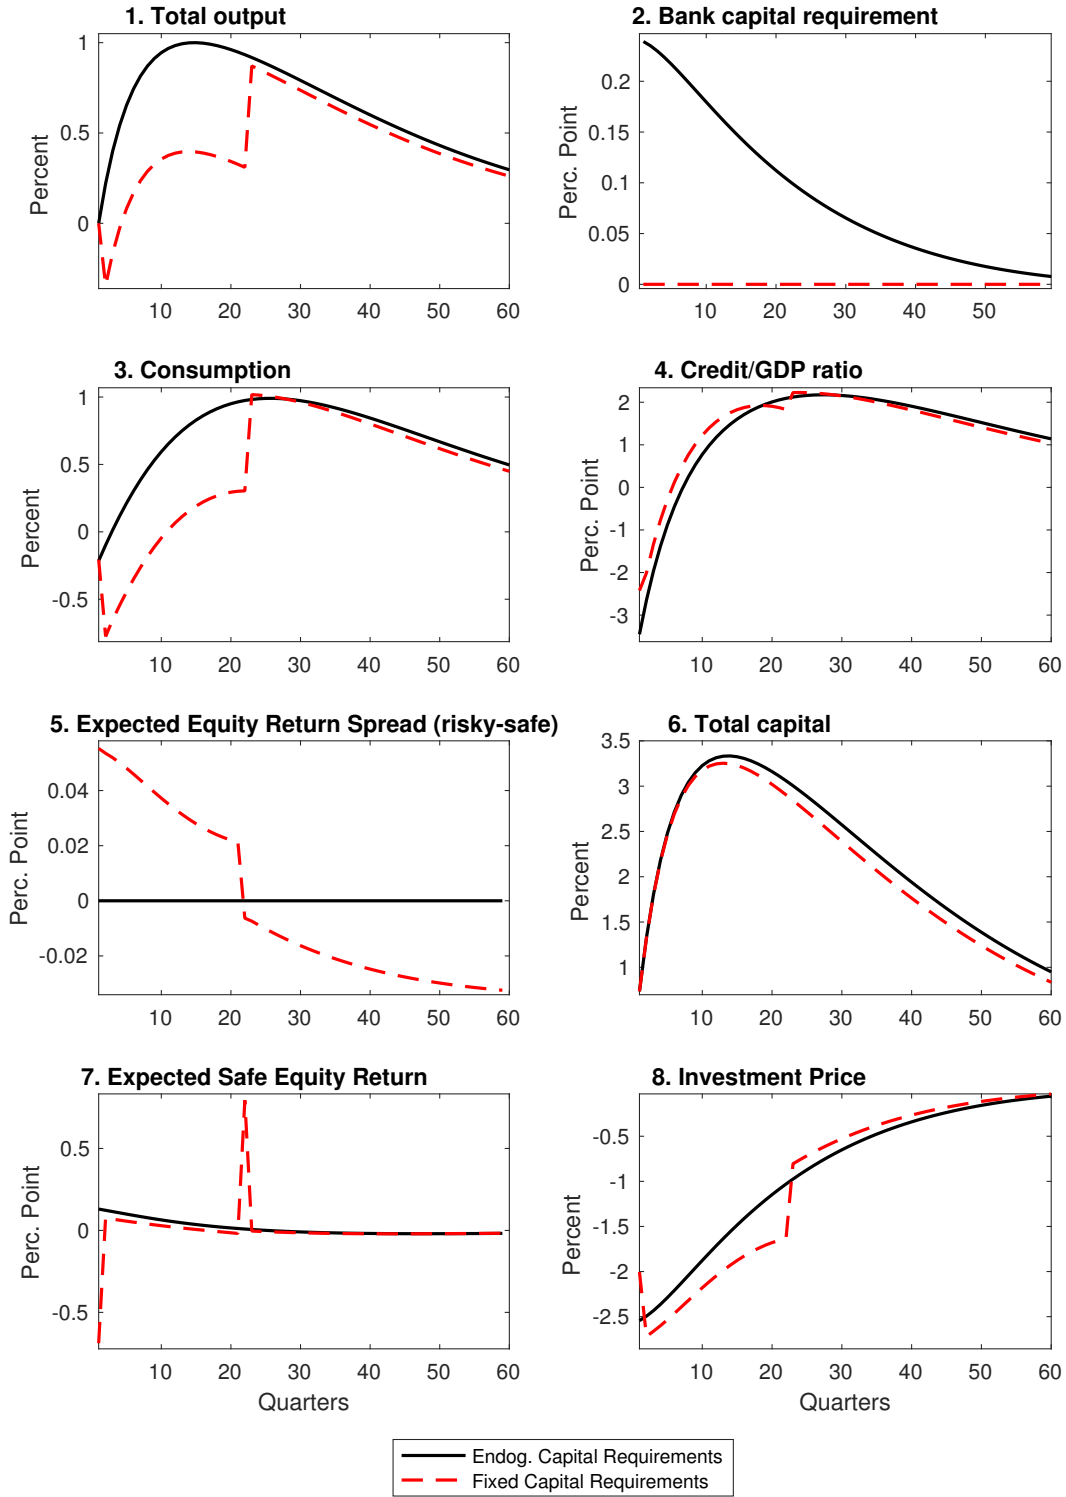 1. Total output
2. Bank capital requirement
Percent
1
0.5
0
10 20 30 40 50 60
Perc. Point
0.2
0.15
0.1
0.05
0
10 20 30 40 50
3. Consumption
4. Credit/GDP ratio
Percent
1
0.5
0
-0.5
10 20 30 40 50 60
Perc. Point
2
1
0
-1
-2
-3
10 20 30 40 50 60
5. Expected Equity Return Spread (risky-safe)
6. Total capital
Perc. Point
0.04
0.02
0
-0.02
10 20 30 40 50 60
Percent
3.5
3
2.5
2
1.5
1
10 20 30 40 50 60
7. Expected Safe Equity Return
8. Investment Price
Perc. Point
0.5
0
-0.5
10 20 30 40 50 60
Quarters
Percent
-0.5
-1
-1.5
-2
-2.5
10 20 30 40 50 60
Quarters
Endog. Capital Requirements
Fixed Capital Requirements